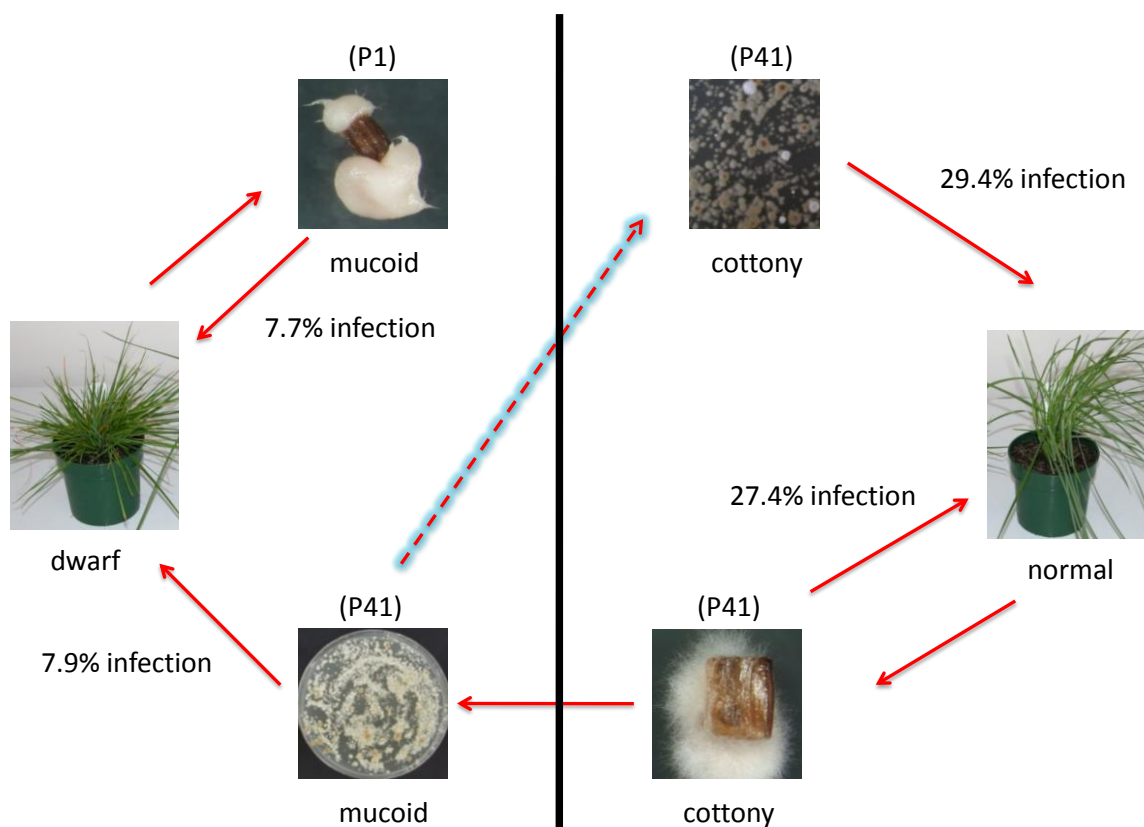 (P1)
mucoid
7.7% infection
dwarf
7.9% infection
(P41)
mucoid
(P41)
cottony
29.4% infection
27.4% infection
normal
(P41)
cottony